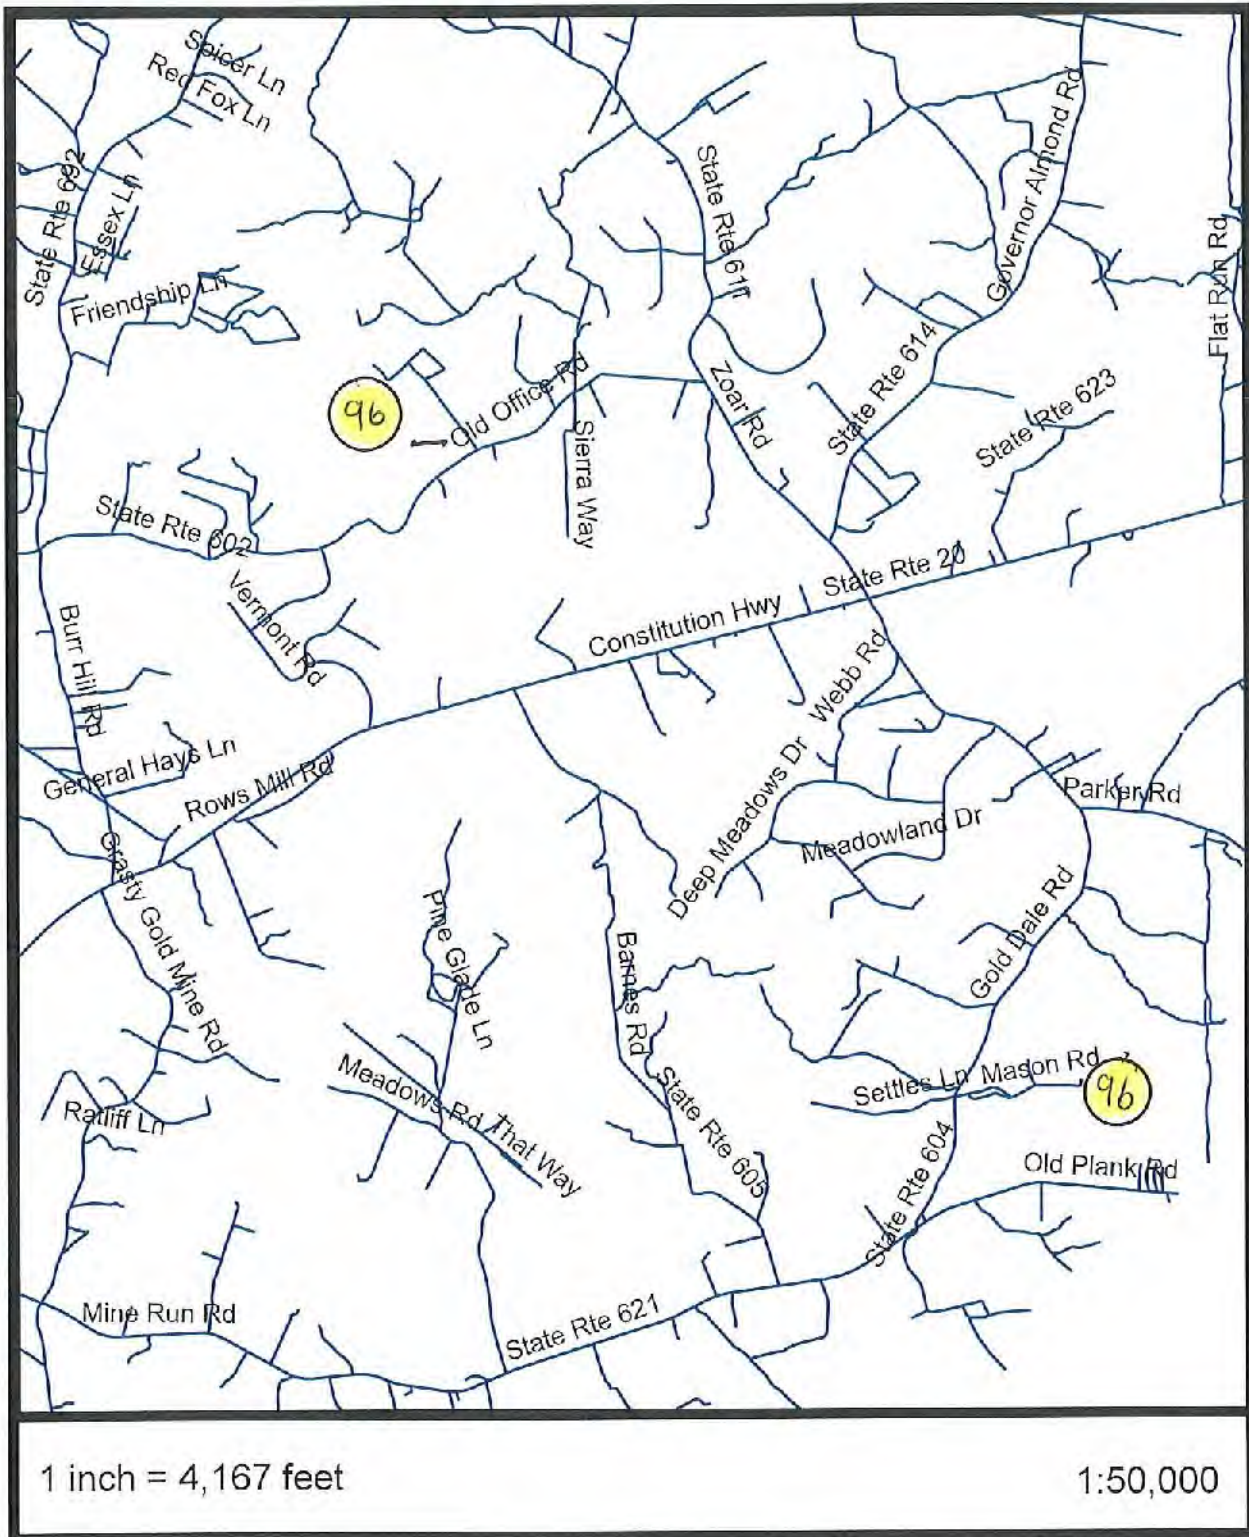 Spicer Ln
Red Fox Ln
State Rte 692
Essex Ln
Friendship Ln
State Rte 611
Governor Almond Rd
Flat Run Rd
State Rte 614
Zoar Rd
State Rte 623
96
Old Office Rd
Sierra Way
State Rte 602
Vermont Rd
Burr Hill Rd
Constitution Hwy
State Rte 20
Webb Rd
General Hays Ln
Rows Mill Rd
Deep Meadows Dr
Meadowland Dr
Parker Rd
Grasty Gold Mine Rd
Pine Glade Ln
Barnes Rd
Gold Dale Rd
Meadows Rd
That Way
Ratliff Ln
State Rte 605
Settles Ln
Mason Rd
96
State Rte 604
Old Plank Rd
Mine Run Rd
State Rte 621
1 inch = 4,167 feet
1:50,000